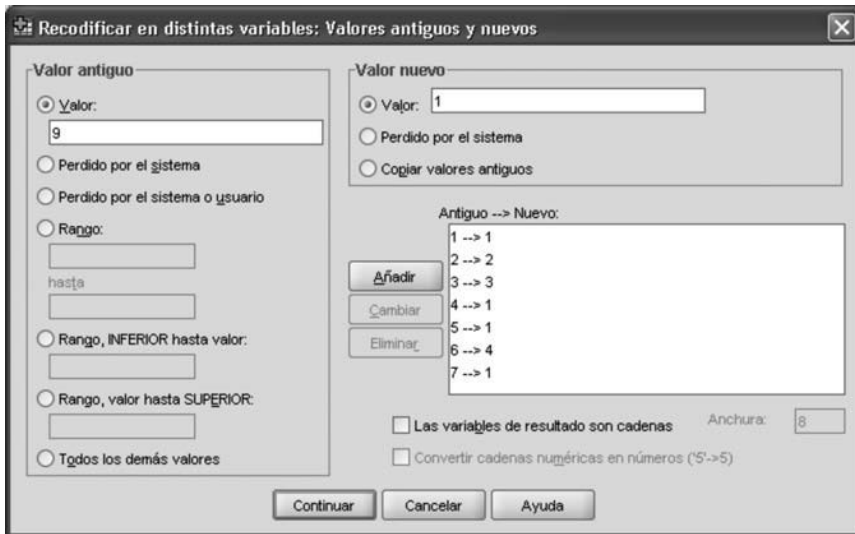 Recodificar en distintas variables: Valores antiguos y nuevos
Valor antiguo
Valor:
9
Perdido por el sistema
Perdido por el sistema o usuario
Rango:
hasta
Rango, INFERIOR hasta valor:
Rango, valor hasta SUPERIOR:
Todos los demás valores
Valor nuevo
Valor: 1
Perdido por el sistema
Copiar valores antiguos
Antiguo --> Nuevo:
1 --> 1
2 --> 2
3 --> 3
4 --> 1
5 --> 1
6 --> 4
7 --> 1
Añadir
Cambiar
Eliminar
Las variables de resultado son cadenas
Anchura: 8
Convertir cadenas numéricas en números ('5'->5)
Continuar
Cancelar
Ayuda